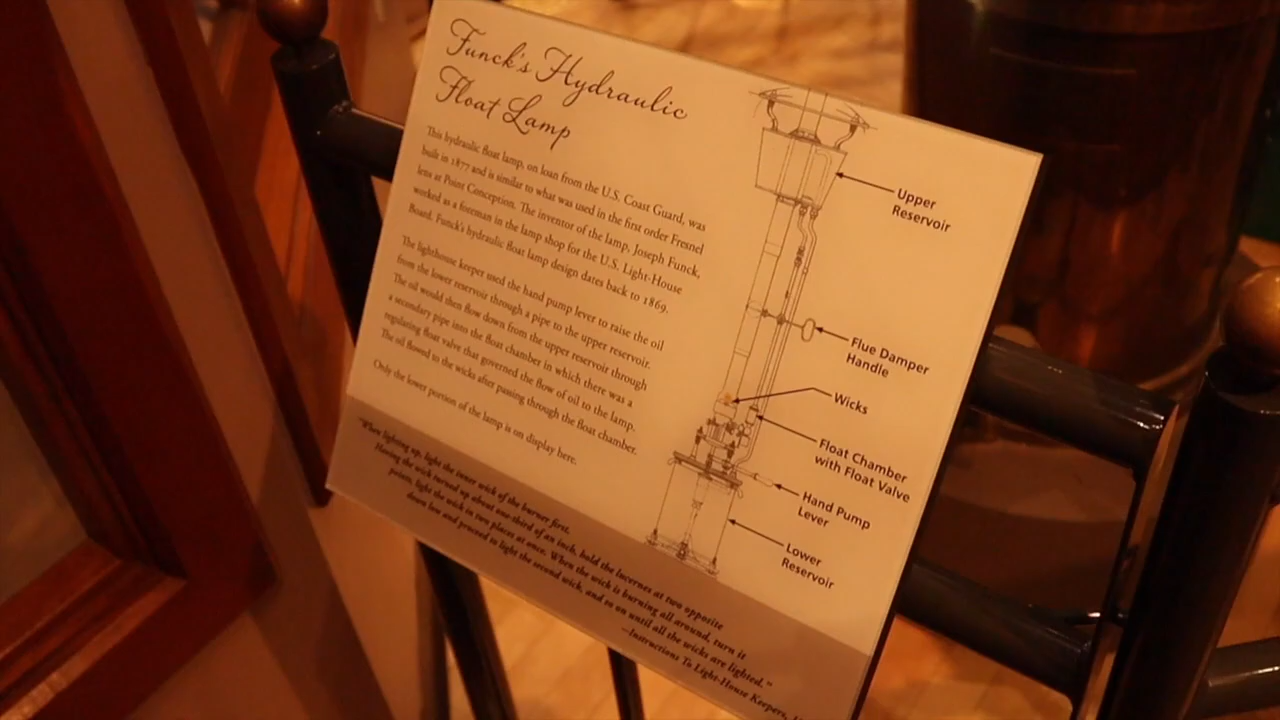 Funck's Hydraulic
Float Lamp
This hydraulic float lamp, on loan from the U.S. Coast Guard, was
built in 1877 and is similar to what was used in the first order Fresnel
lens at Point Conception. The inventor of the lamp, Joseph Funck,
worked as a foreman in the lamp shop for the U.S. Light-House
Board. Funck's hydraulic float lamp design dates back to 1869.
The lighthouse keeper used the hand pump lever to raise the oil
from the lower reservoir through a pipe to the upper reservoir.
The oil would then flow down from the upper reservoir through
a secondary pipe into the float chamber in which there was a
regulating float valve that governed the flow of oil to the lamp.
The oil flowed to the wicks after passing through the float chamber.
Only the lower portion of the lamp is on display here.
"When lighting up, light the inner wick of the burner first.
Having the wick turned up about one-third of an inch, hold the lucernes at two opposite
points, light the wick in two places at once. When the wick is burning all around, turn it
down low and proceed to light the second wick, and so on until all the wicks are lighted."
—Instructions To Light-House Keepers,
Upper
Reservoir
Flue Damper
Handle
Wicks
Float Chamber
with Float Valve
Hand Pump
Lever
Lower
Reservoir